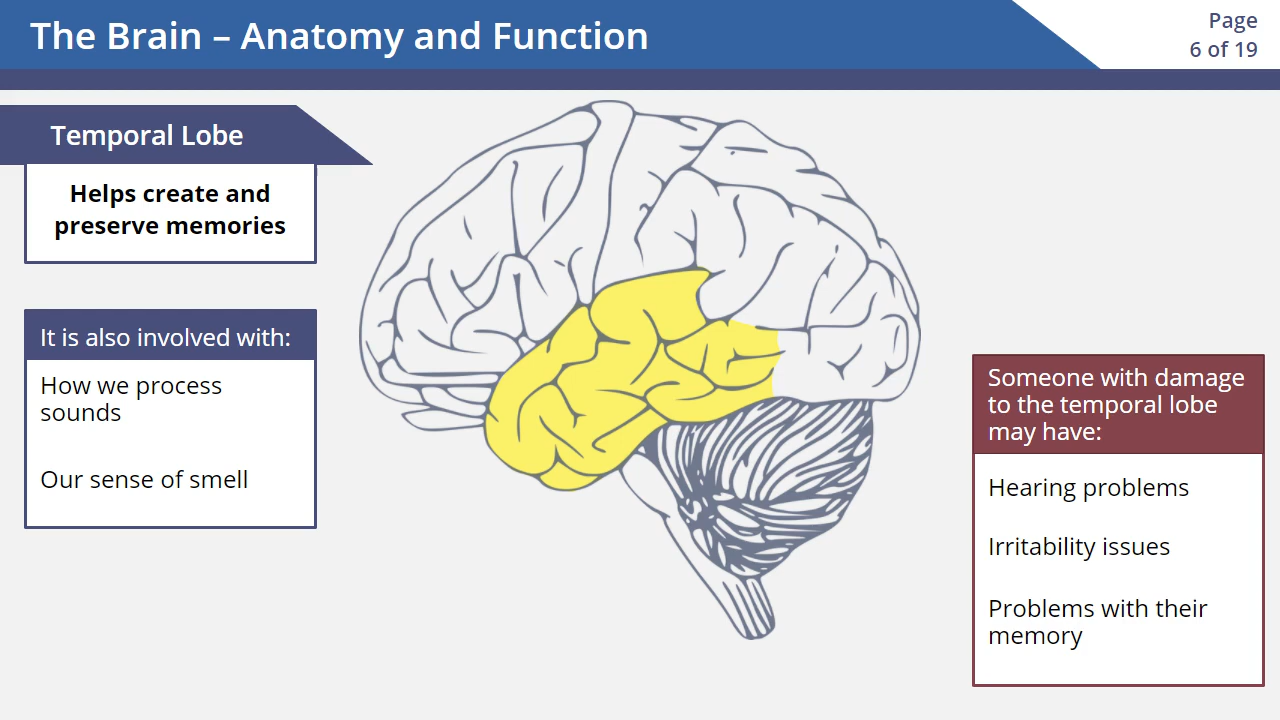 The Brain – Anatomy and Function
Page
6 of 19
Temporal Lobe
Helps create and
preserve memories
It is also involved with:
How we process
sounds
Our sense of smell
Someone with damage
to the temporal lobe
may have:
Hearing problems
Irritability issues
Problems with their
memory